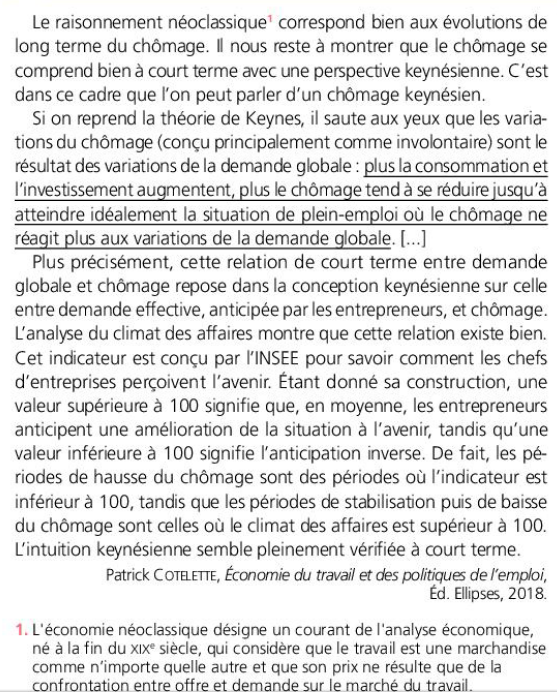 Le raisonnement néoclassique¹ correspond bien aux évolutions de
long terme du chômage. Il nous reste à montrer que le chômage se
comprend bien à court terme avec une perspective keynésienne. C'est
dans ce cadre que l'on peut parler d'un chômage keynésien.
Si on reprend la théorie de Keynes, il saute aux yeux que les varia-
tions du chômage (conçu principalement comme involontaire) sont le
résultat des variations de la demande globale : plus la consommation et
l'investissement augmentent, plus le chômage tend à se réduire jusqu'à
atteindre idéalement la situation de plein-emploi où le chômage ne
réagit plus aux variations de la demande globale. [...]
Plus précisément, cette relation de court terme entre demande
globale et chômage repose dans la conception keynésienne sur celle
entre demande effective, anticipée par les entrepreneurs, et chômage.
L'analyse du climat des affaires montre que cette relation existe bien.
Cet indicateur est conçu par l'INSEE pour savoir comment les chefs
d'entreprises perçoivent l'avenir. Étant donné sa construction, une
valeur supérieure à 100 signifie que, en moyenne, les entrepreneurs
anticipent une amélioration de la situation à l'avenir, tandis qu'une
valeur inférieure à 100 signifie l'anticipation inverse. De fait, les pé-
riodes de hausse du chômage sont des périodes où l'indicateur est
inférieur à 100, tandis que les périodes de stabilisation puis de baisse
du chômage sont celles où le climat des affaires est supérieur à 100.
L'intuition keynésienne semble pleinement vérifiée à court terme.
Patrick COTELETTE, Économie du travail et des politiques de l'emploi,
Éd. Ellipses, 2018.
1. L'économie néoclassique désigne un courant de l'analyse économique,
né à la fin du XIXe siècle, qui considère que le travail est une marchandise
comme n'importe quelle autre et que son prix ne résulte que de la
confrontation entre offre et demande sur le marché du travail.